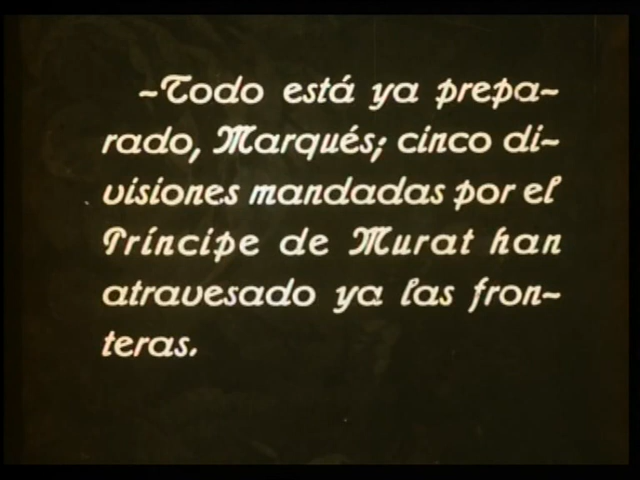 ~Todo está ya prepa~
rado, Marqués; cinco di~
visiones mandadas por el
Príncipe de Murat han
atravesado ya las fron~
teras.